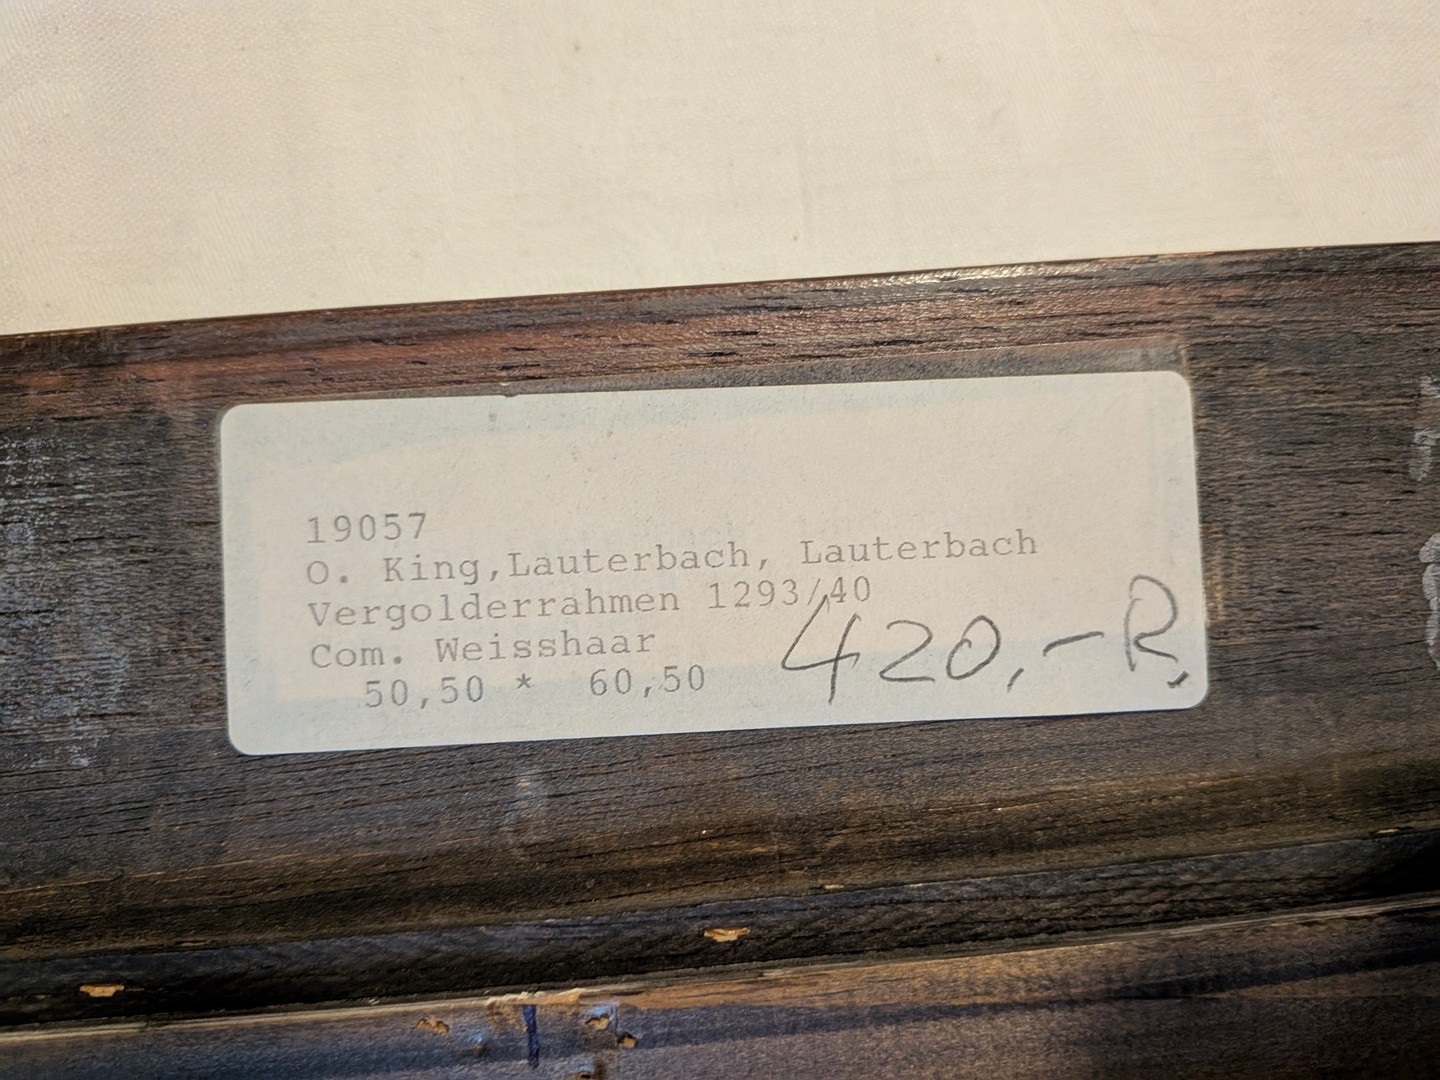 19057
O. King,Lauterbach, Lauterbach
Vergolderrahmen 1293/40
Com. Weisshaar
50,50 * 60,50
420,- R.